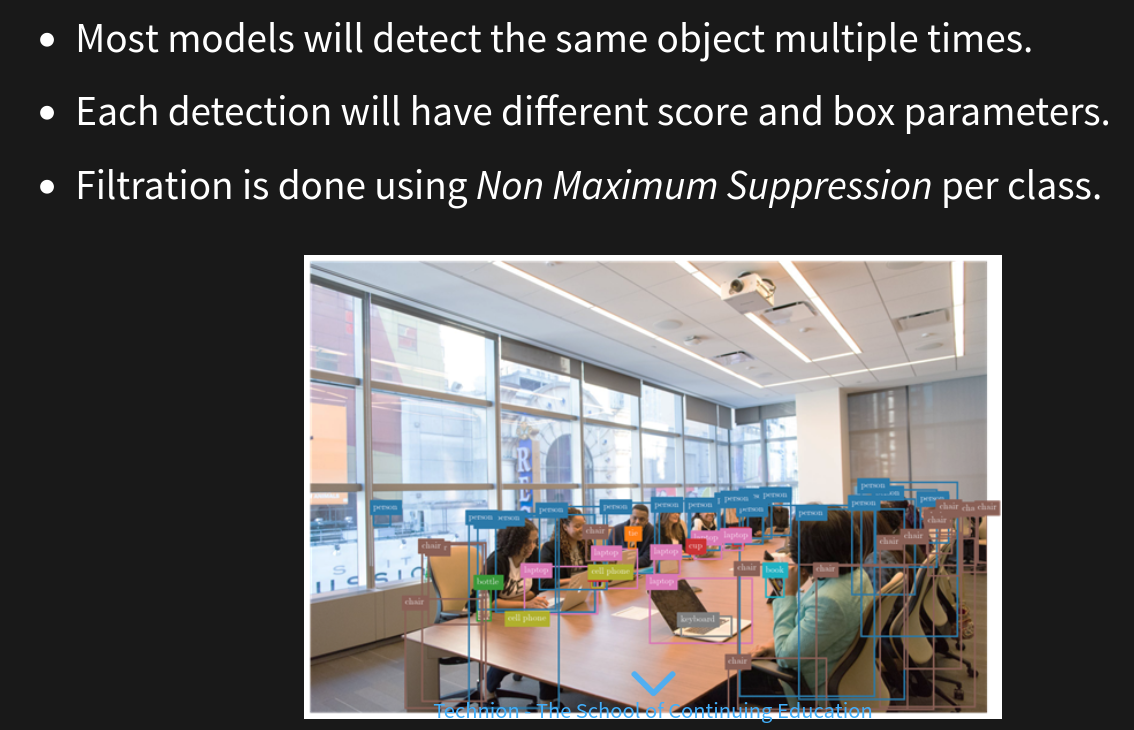 Most models will detect the same object multiple times.
Each detection will have different score and box parameters.
Filtration is done using Non Maximum Suppression per class.
person
person
person
person
person
person
person
person
person
person
person
person
person
person
chair
tie
laptop
laptop
laptop
cup
chair
chair
chair
chair
chair
chair
laptop
cell phone
laptop
bottle
chair
book
chair
chair
cell phone
keyboard
chair
RE
Technion - The School of Continuing Education